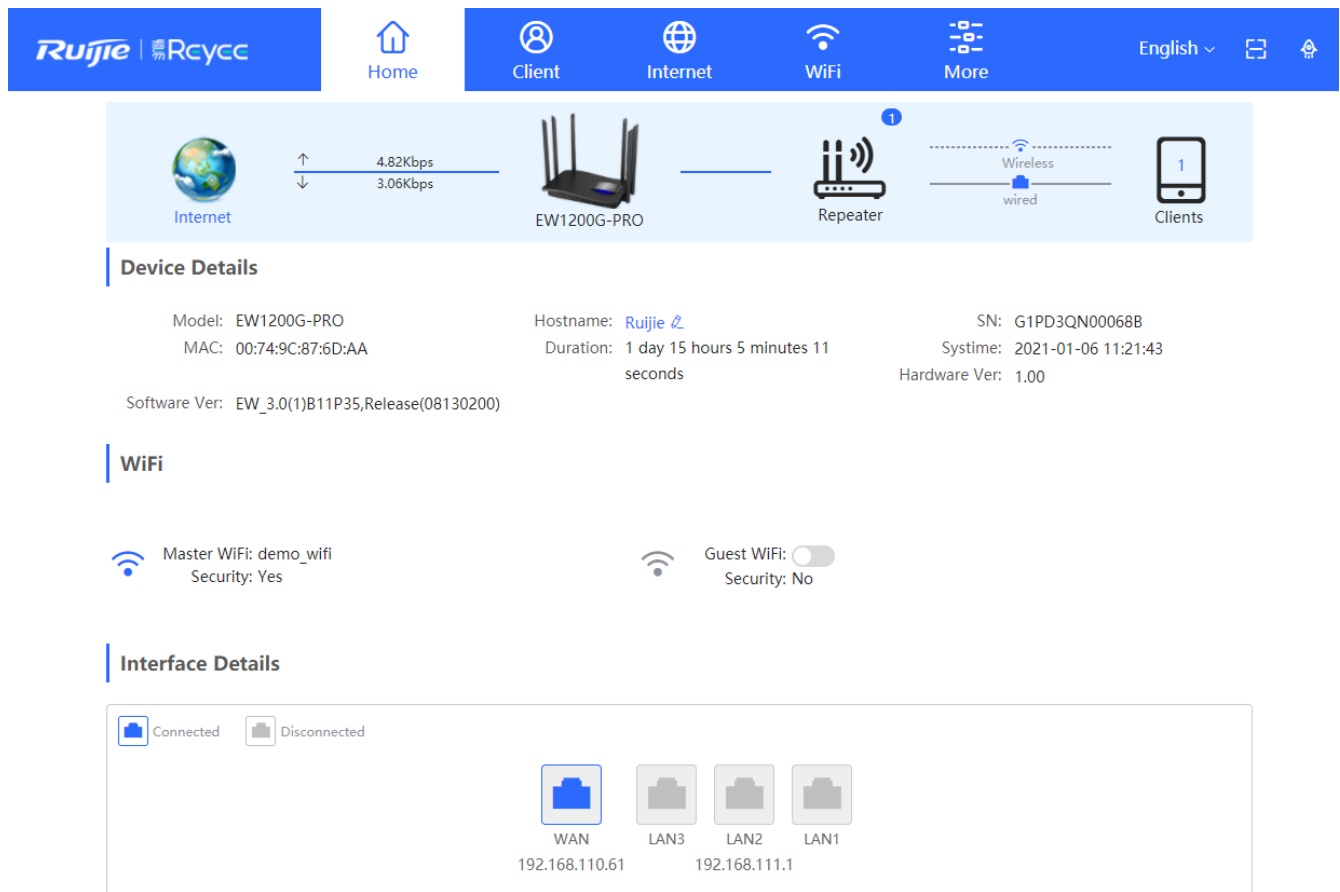 Ruijie | 睿易 Reyee
Home
Client
Internet
WiFi
More
English
1
Internet
↑ 4.82Kbps
↓ 3.06Kbps
EW1200G-PRO
Repeater
Wireless
wired
1
Clients
Device Details
Model: EW1200G-PRO
Hostname: Ruijie
SN: G1PD3QN00068B
MAC: 00:74:9C:87:6D:AA
Duration: 1 day 15 hours 5 minutes 11
seconds
Systime: 2021-01-06 11:21:43
Hardware Ver: 1.00
Software Ver: EW_3.0(1)B11P35,Release(08130200)
WiFi
Master WiFi: demo_wifi
Security: Yes
Guest WiFi:
Security: No
Interface Details
Connected
Disconnected
WAN
LAN3
LAN2
LAN1
192.168.110.61
192.168.111.1